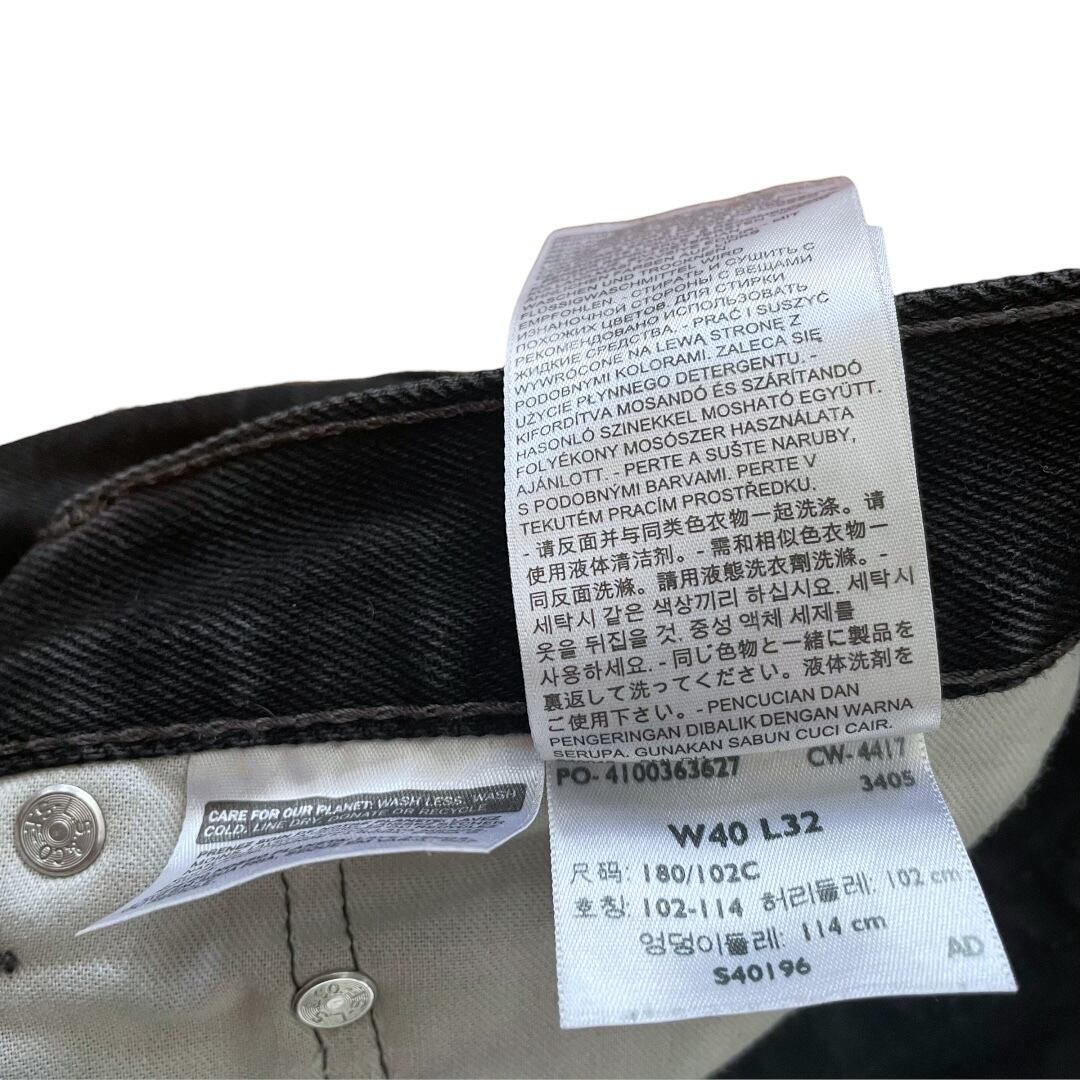 WASCHEN UND TROCKNEN WIRD
FLÜSSIGWASCHMITTEL
EMPFOHLEN. - СТИРАТЬ И СУШИТЬ С
ИЗНАНОЧНОЙ СТОРОНЫ С ВЕЩАМИ
ПОХОЖИХ ЦВЕТОВ. ДЛЯ СТИРКИ
РЕКОМЕНДОВАНО ИСПОЛЬЗОВАТЬ
ЖИДКИЕ СРЕДСТВА. - PRAĆ I SUSZYĆ
WYWRÓCONE NA LEWĄ STRONĘ Z
PODOBNYMI KOLORAMI. ZALECA SIĘ
UŻYCIE PŁYNNEGO DETERGENTU. -
KIFORDÍTVA MOSANDÓ ÉS SZÁRÍTANDÓ
HASONLÓ SZINEKKEL MOSHATÓ EGYÜTT.
FOLYÉKONY MOSÓSZER HASZNÁLATA
AJÁNLOTT. - PERTE A SUŠTE NARUBY,
S PODOBNÝMI BARVAMI. PERTE V
TEKUTÉM PRACÍM PROSTŘEDKU.
- 请反面并与同类色衣物一起洗涤。请
使用液体清洁剂。- 需和相似色衣物一
同反面洗滌。請用液態洗衣劑洗滌。-
세탁시 같은 색상끼리 하십시요. 세탁시
옷을 뒤집을 것. 중성 액체 세제를
사용하세요. - 同じ色物と一緒に製品を
裏返して洗ってください。液体洗剤を
ご使用下さい。- PENCUCIAN DAN
PENGERINGAN DIBALIK DENGAN WARNA
SERUPA. GUNAKAN SABUN CUCI CAIR.
PO- 4100363627 CW- 4417
3405
W40 L32
尺码: 180/102C
호칭: 102-114 허리둘레: 102 cm
엉덩이둘레: 114 cm
S40196
AD
CARE FOR OUR PLANET: WASH LESS, WASH
COLD, LINE DRY, DONATE OR RECYCLE